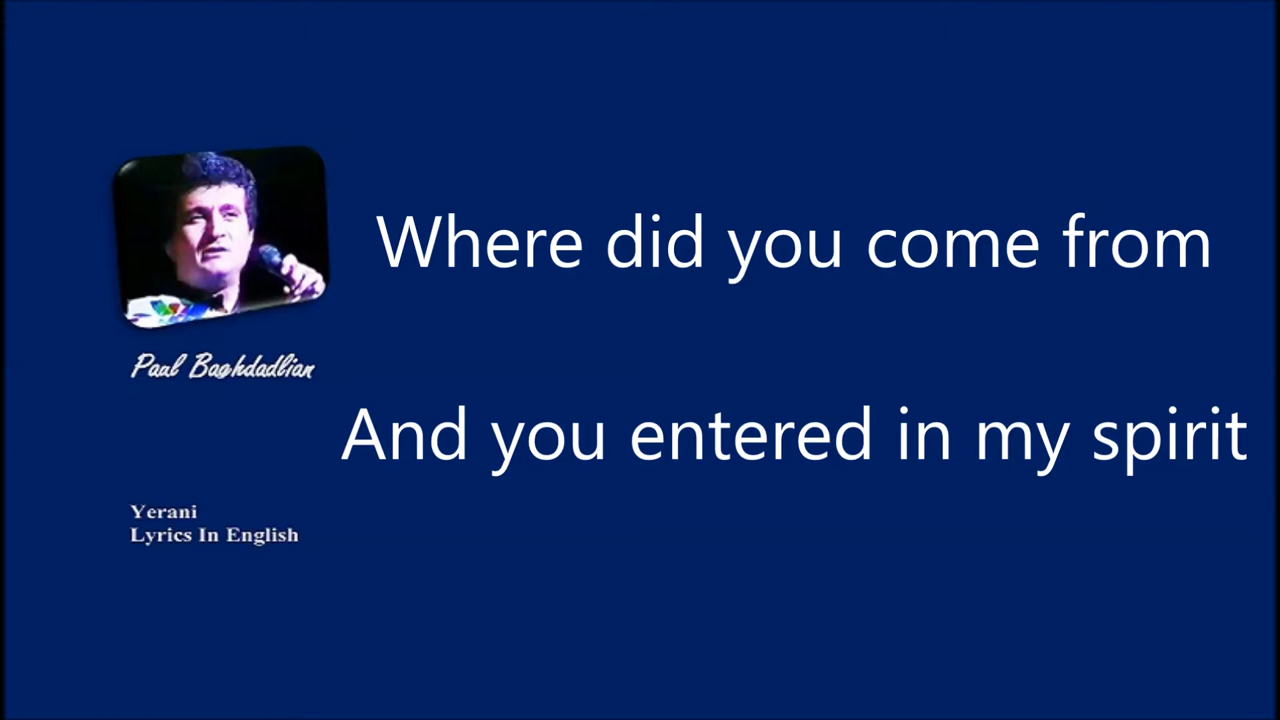 Where did you come from
Paul Baghdadlian
And you entered in my spirit
Yerani
Lyrics In English